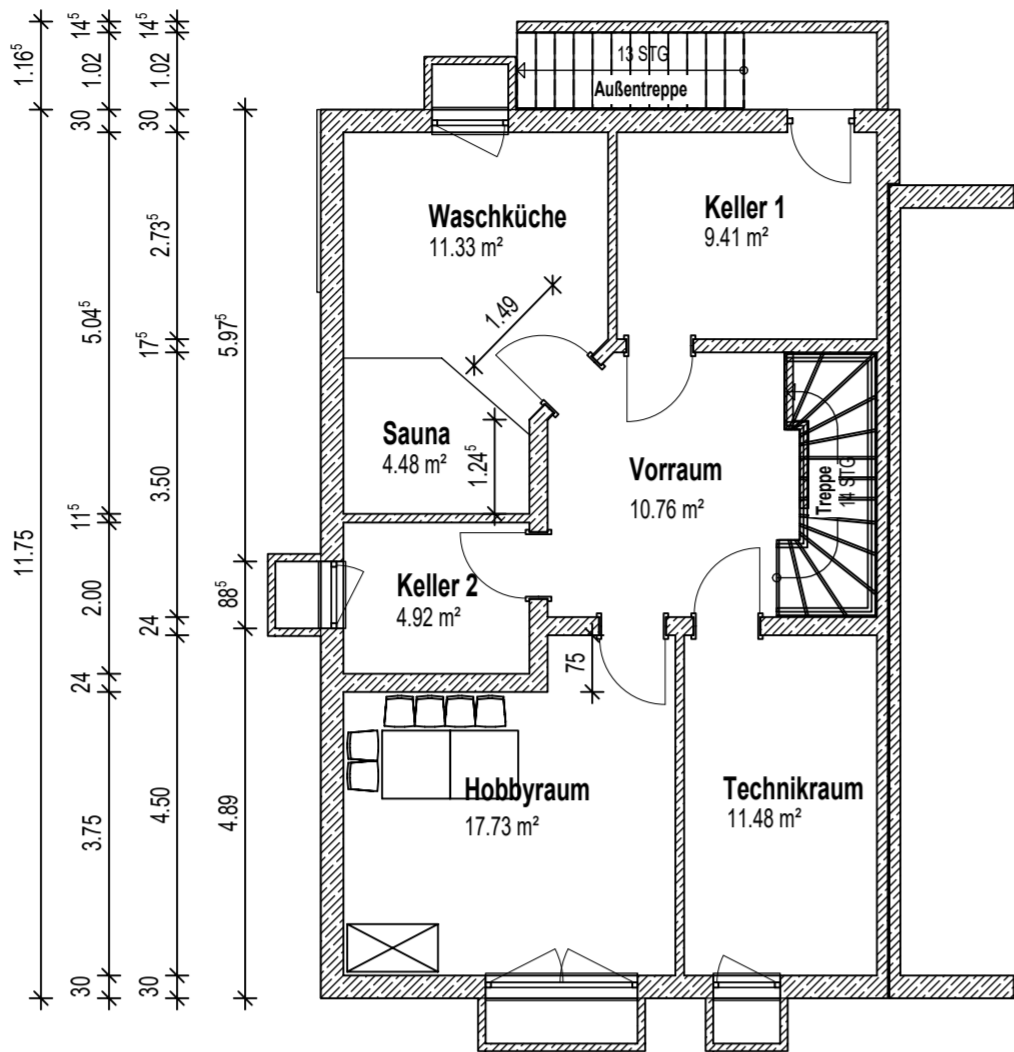 13 STG
Außentreppe
Waschküche
11.33 m²
Keller 1
9.41 m²
1.49
Sauna
4.48 m²
1.24⁵
Vorraum
10.76 m²
Treppe
14 STG
Keller 2
4.92 m²
75
Hobbyraum
17.73 m²
Technikraum
11.48 m²
1.16⁵
11.75
14⁵
1.02
30
5.04⁵
11⁵
2.00
24
3.75
30
14⁵
1.02
30
2.73⁵
17⁵
3.50
24
4.50
30
5.97⁵
88⁵
4.89